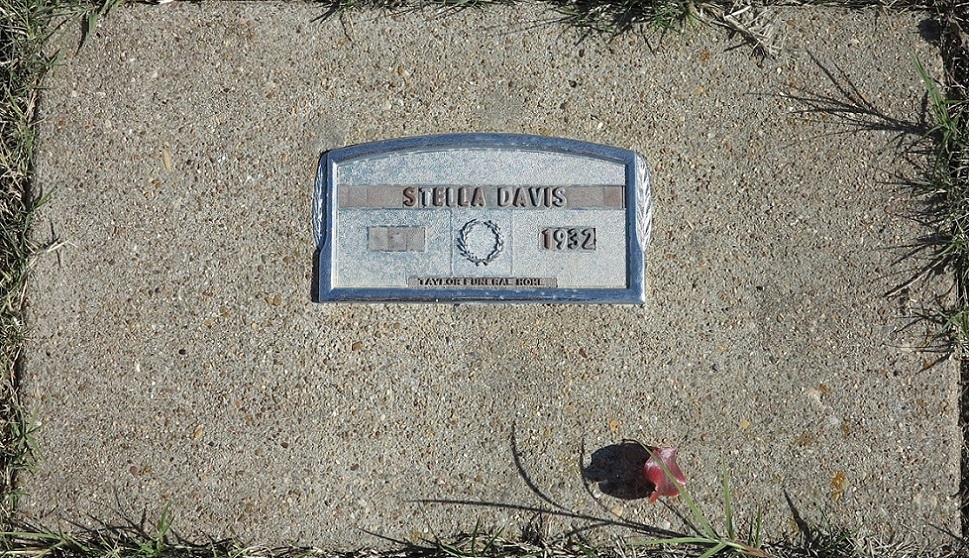 STELLA DAVIS
1932
TAYLOR FUNERAL HOME